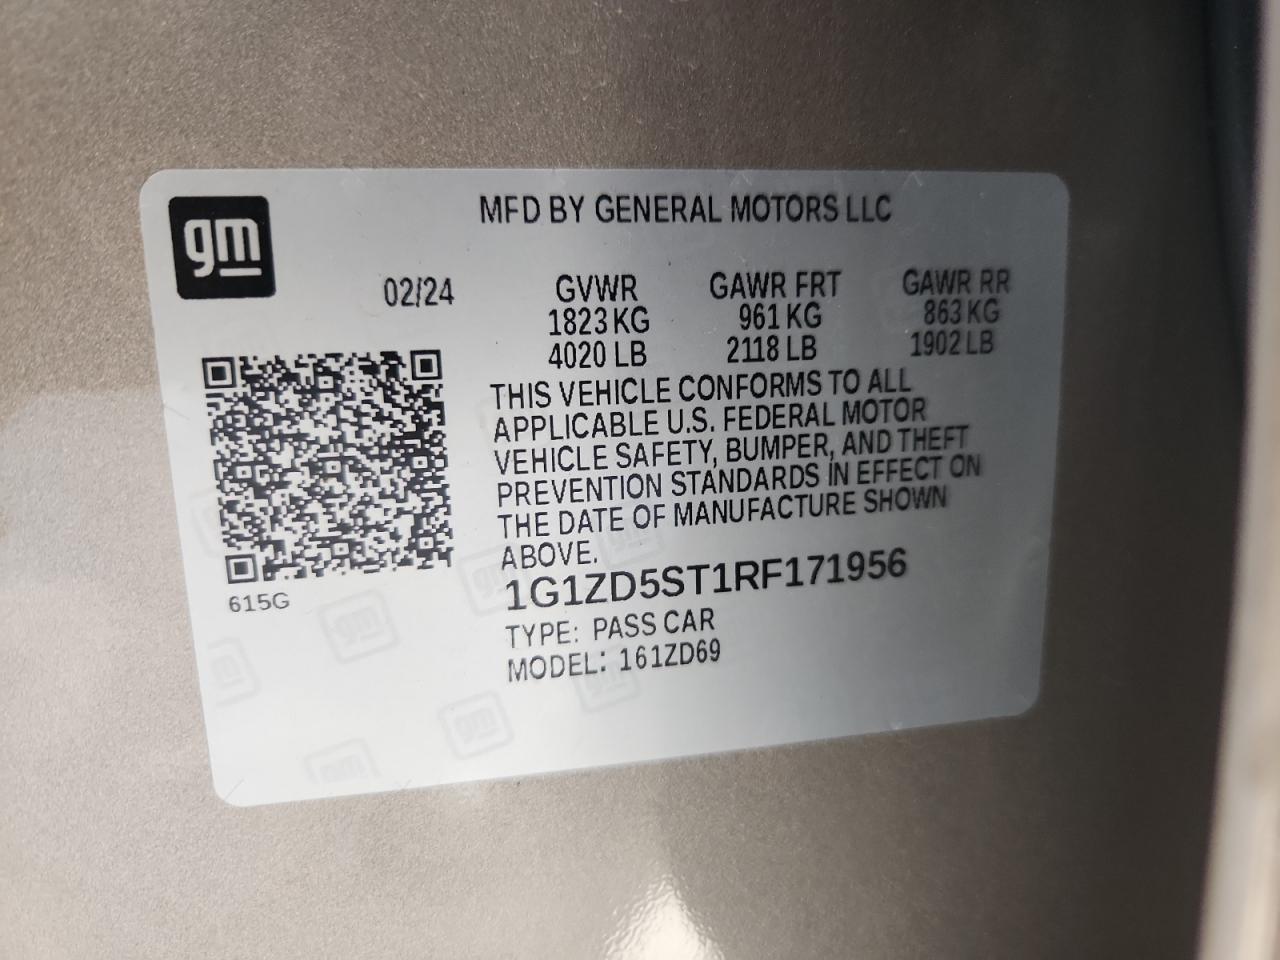 gm
MFD BY GENERAL MOTORS LLC
02/24 GVWR GAWR FRT GAWR RR
1823 KG 961 KG 863 KG
4020 LB 2118 LB 1902 LB
THIS VEHICLE CONFORMS TO ALL
APPLICABLE U.S. FEDERAL MOTOR
VEHICLE SAFETY, BUMPER, AND THEFT
PREVENTION STANDARDS IN EFFECT ON
THE DATE OF MANUFACTURE SHOWN
ABOVE.
1G1ZD5ST1RF171956
615G
TYPE: PASS CAR
MODEL: 161ZD69